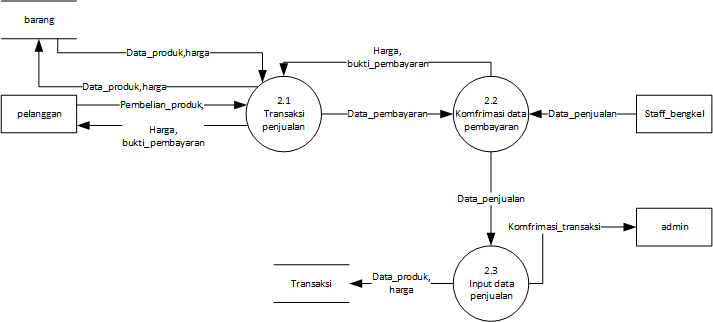 barang
Data_produk,harga
Data_produk,harga
Harga,
bukti_pembayaran
pelanggan
Pembelian_produk,
Harga,
bukti_pembayaran
2.1
Transaksi
penjualan
Data_pembayaran
2.2
Komfrimasi data
pembayaran
Data_penjualan
Staff_bengkel
Data_penjualan
Komfrimasi_transaksi
admin
2.3
Input data
penjualan
Data_produk,
harga
Transaksi